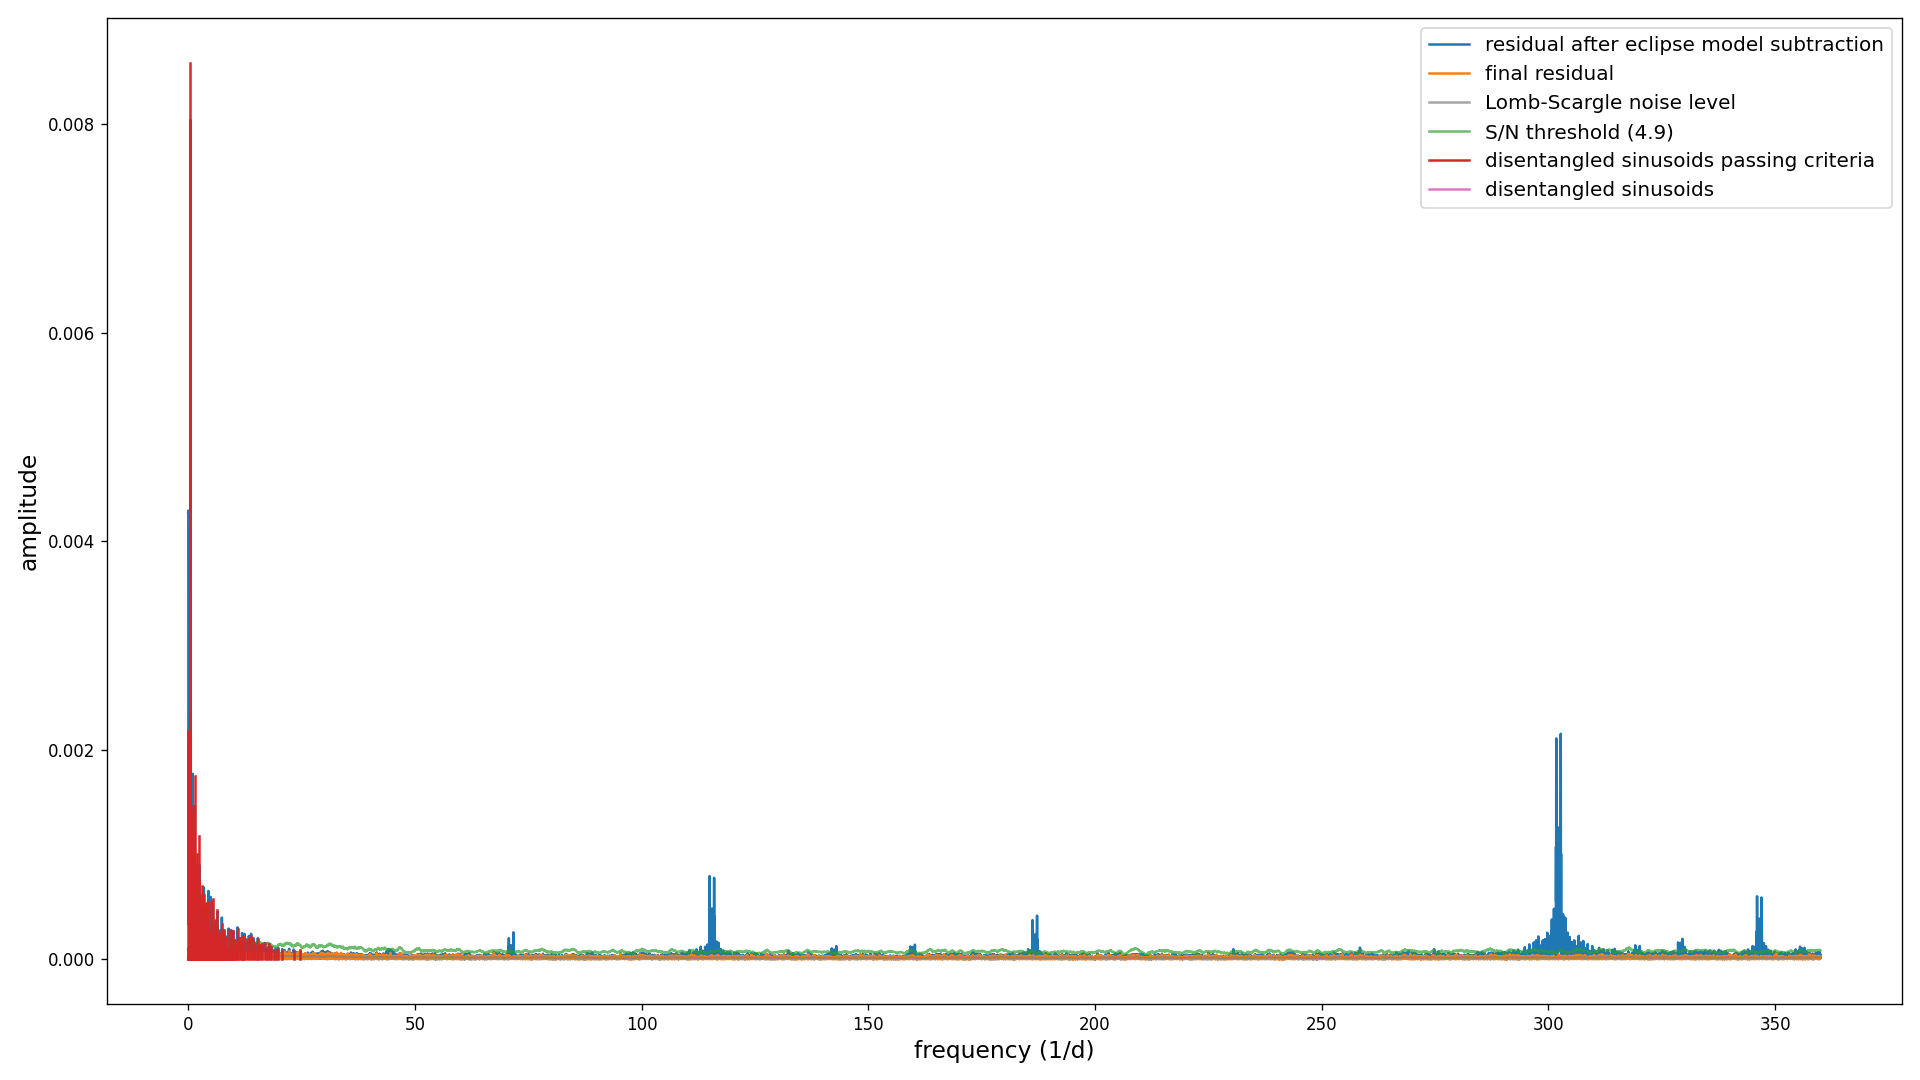 residual after eclipse model subtraction
final residual
Lomb-Scargle noise level
S/N threshold (4.9)
disentangled sinusoids passing criteria
disentangled sinusoids
0.008
0.006
0.004
0.002
0.000
amplitude
0 50 100 150 200 250 300 350
frequency (1/d)